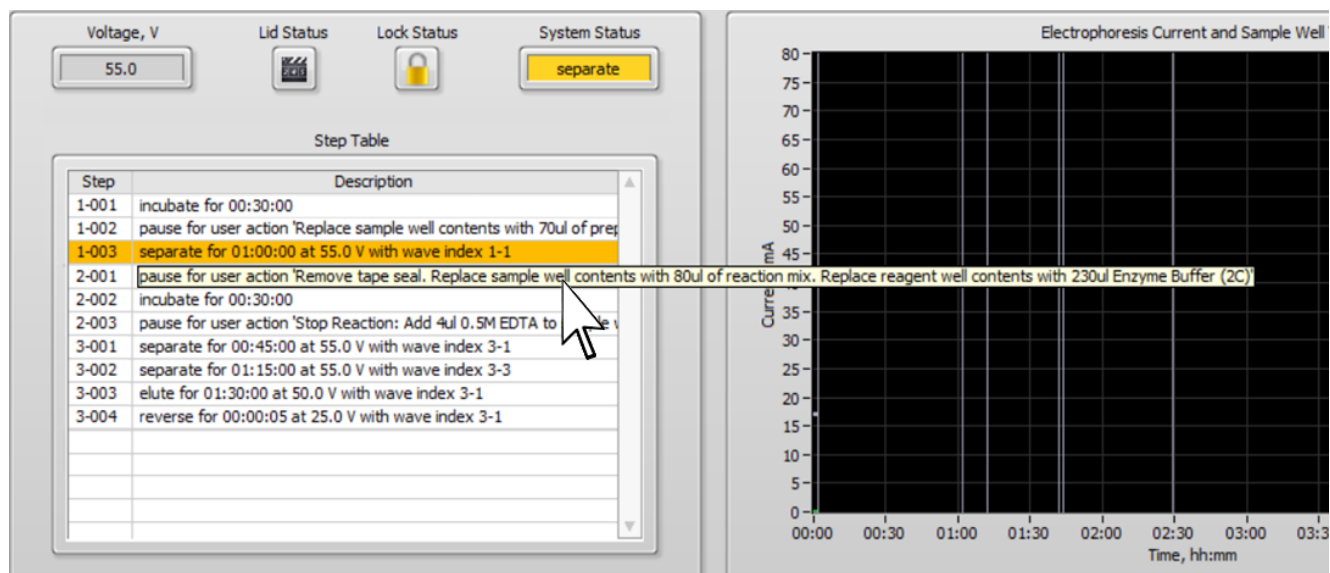 Voltage, V
Lid Status
Lock Status
System Status
55.0
separate
Step Table
Step Description
1-001 incubate for 00:30:00
1-002 pause for user action 'Replace sample well contents with 70ul of prep
1-003 separate for 01:00:00 at 55.0 V with wave index 1-1
2-001 pause for user action 'Remove tape seal. Replace sample well contents with 80ul of reaction mix. Replace reagent well contents with 230ul Enzyme Buffer (2C)'
2-002 incubate for 00:30:00
2-003 pause for user action 'Stop Reaction: Add 4ul 0.5M EDTA to
3-001 separate for 00:45:00 at 55.0 V with wave index 3-1
3-002 separate for 01:15:00 at 55.0 V with wave index 3-3
3-003 elute for 01:30:00 at 50.0 V with wave index 3-1
3-004 reverse for 00:00:05 at 25.0 V with wave index 3-1
Electrophoresis Current and Sample Well
80
75
70
65
60
55
50
45
35
30
25
20
15
10
5
0
00:00 00:30 01:00 01:30 02:00 02:30 03:00 03:3
Time, hh:mm